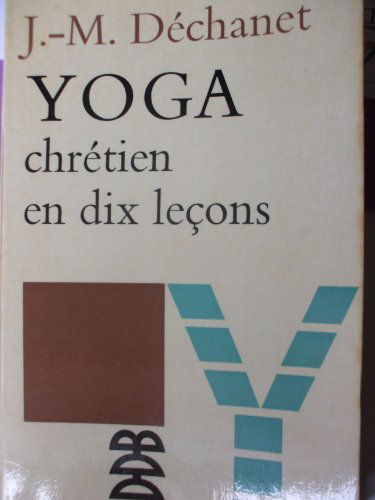 J.-M. Déchanet
YOGA
chrétien
en dix leçons
Y
DDB